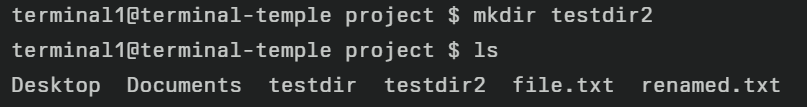 terminal1@terminal-temple project $ mkdir testdir2
terminal1@terminal-temple project $ ls
Desktop  Documents  testdir  testdir2  file.txt  renamed.txt